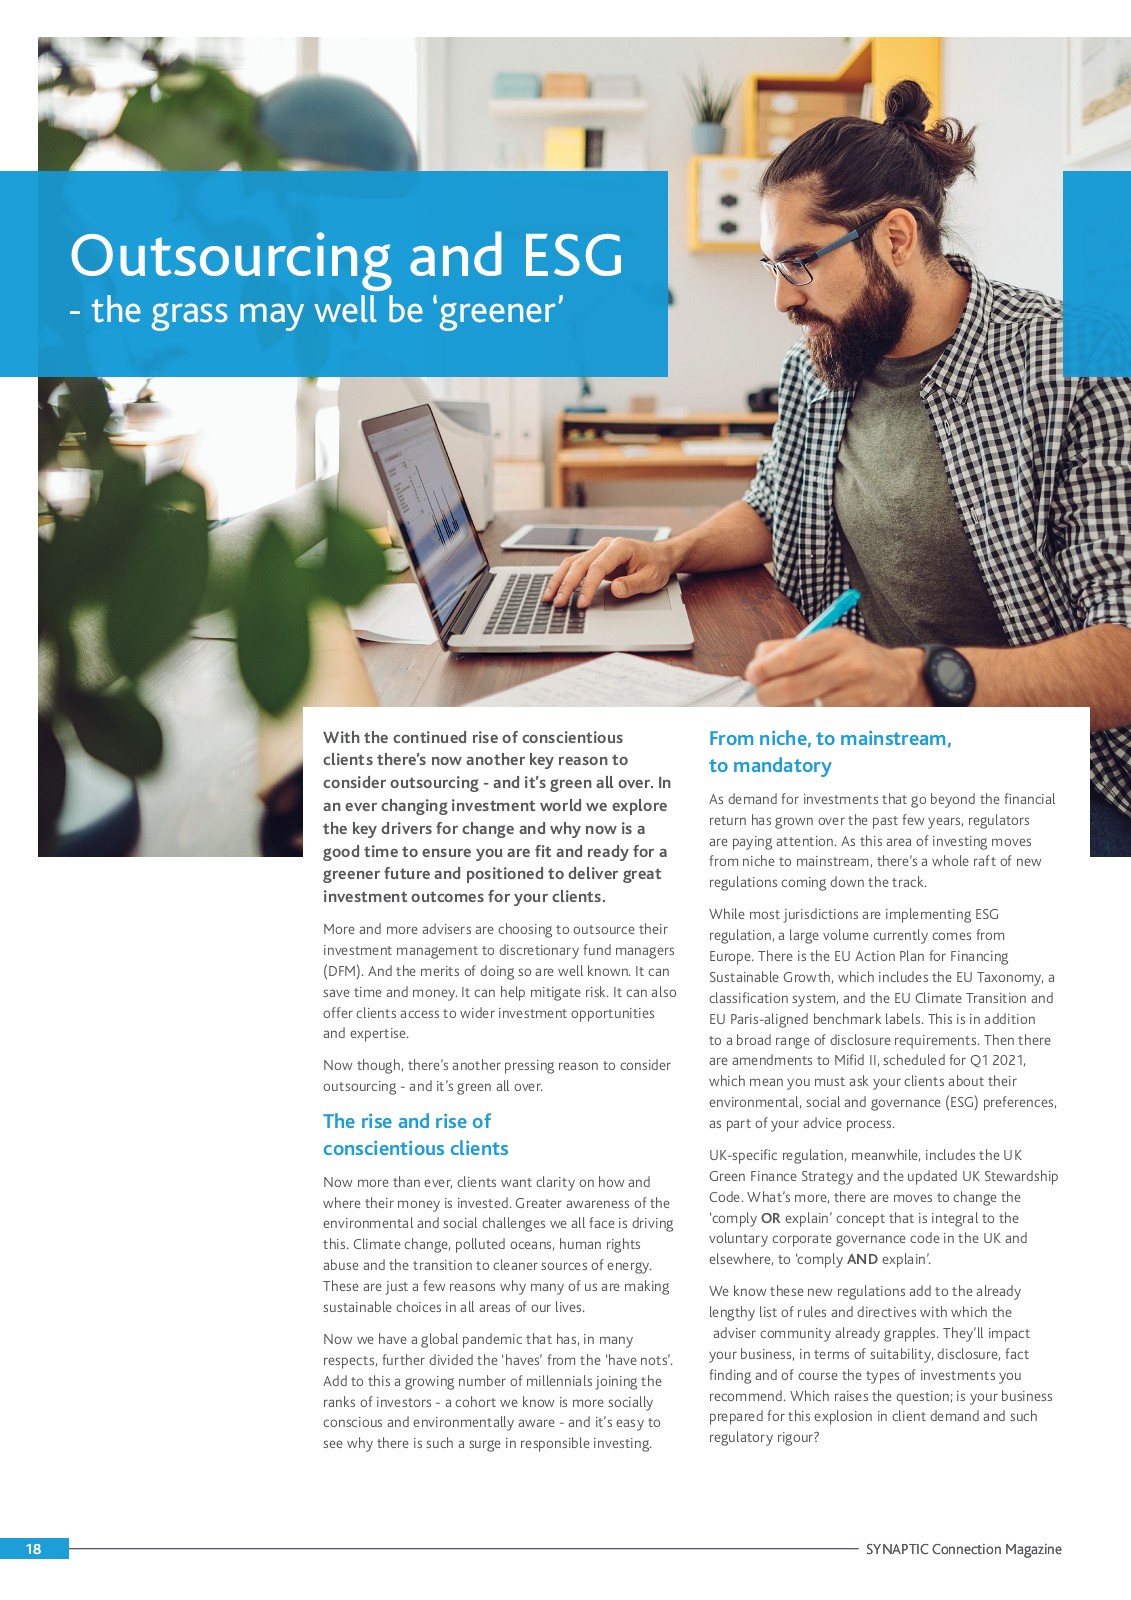 Outsourcing and ESG
- the grass may well be ‘greener’
With the continued rise of conscientious
clients there’s now another key reason to
consider outsourcing - and it’s green all over. In
an ever changing investment world we explore
the key drivers for change and why now is a
good time to ensure you are fit and ready for a
greener future and positioned to deliver great
investment outcomes for your clients.
More and more advisers are choosing to outsource their
investment management to discretionary fund managers
(DFM). And the merits of doing so are well known. It can
save time and money. It can help mitigate risk. It can also
offer clients access to wider investment opportunities
and expertise.
Now though, there’s another pressing reason to consider
outsourcing - and it’s green all over.
The rise and rise of
conscientious clients
Now more than ever, clients want clarity on how and
where their money is invested. Greater awareness of the
environmental and social challenges we all face is driving
this. Climate change, polluted oceans, human rights
abuse and the transition to cleaner sources of energy.
These are just a few reasons why many of us are making
sustainable choices in all areas of our lives.
Now we have a global pandemic that has, in many
respects, further divided the ‘haves’ from the ‘have nots’.
Add to this a growing number of millennials joining the
ranks of investors - a cohort we know is more socially
conscious and environmentally aware - and it’s easy to
see why there is such a surge in responsible investing.
From niche, to mainstream,
to mandatory
As demand for investments that go beyond the financial
return has grown over the past few years, regulators
are paying attention. As this area of investing moves
from niche to mainstream, there’s a whole raft of new
regulations coming down the track.
While most jurisdictions are implementing ESG
regulation, a large volume currently comes from
Europe. There is the EU Action Plan for Financing
Sustainable Growth, which includes the EU Taxonomy, a
classification system, and the EU Climate Transition and
EU Paris-aligned benchmark labels. This is in addition
to a broad range of disclosure requirements. Then there
are amendments to Mifid II, scheduled for Q1 2021,
which mean you must ask your clients about their
environmental, social and governance (ESG) preferences,
as part of your advice process.
UK-specific regulation, meanwhile, includes the UK
Green Finance Strategy and the updated UK Stewardship
Code. What’s more, there are moves to change the
‘comply OR explain’ concept that is integral to the
voluntary corporate governance code in the UK and
elsewhere, to ‘comply AND explain’.
We know these new regulations add to the already
lengthy list of rules and directives with which the
adviser community already grapples. They’ll impact
your business, in terms of suitability, disclosure, fact
finding and of course the types of investments you
recommend. Which raises the question; is your business
prepared for this explosion in client demand and such
regulatory rigour?
18
SYNAPTIC Connection Magazine